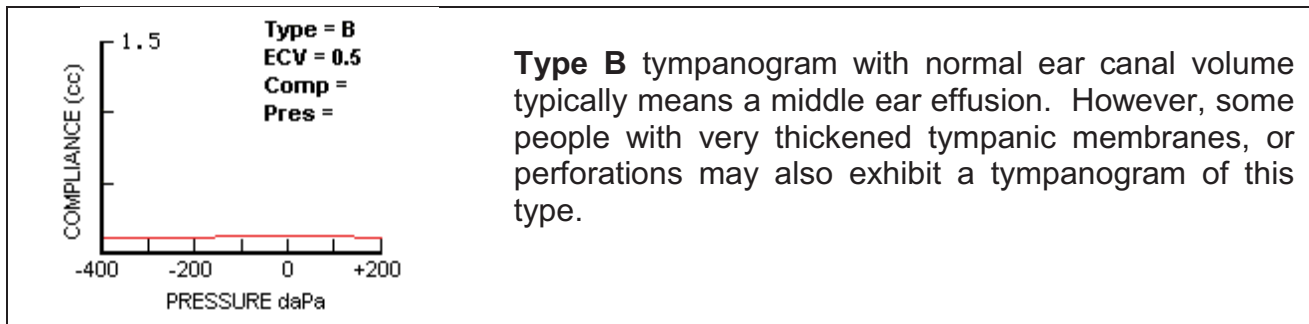 1.5
Type = B
ECV = 0.5
Comp =
Pres =
COMPLIANCE (cc)
-400 -200 0 +200
PRESSURE daPa
Type B tympanogram with normal ear canal volume
typically means a middle ear effusion. However, some
people with very thickened tympanic membranes, or
perforations may also exhibit a tympanogram of this
type.